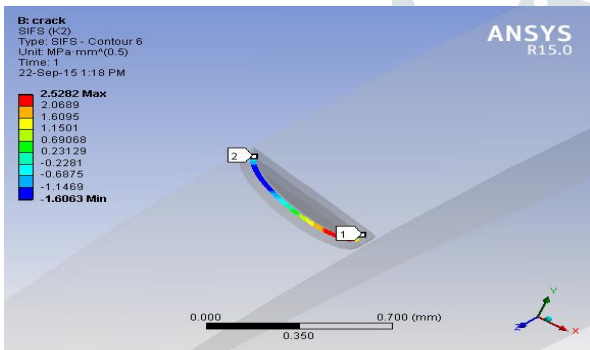 B: crack
SIFS (K2)
Type: SIFS - Contour 6
Unit: MPa·mm^(0.5)
Time: 1
22-Sep-15 1:18 PM
2.5282 Max
2.0689
1.6095
1.1501
0.69068
0.23129
-0.2281
-0.6875
-1.1469
-1.6063 Min
ANSYS
R15.0
2
1
0.000
0.700 (mm)
0.350
Y
Z
X